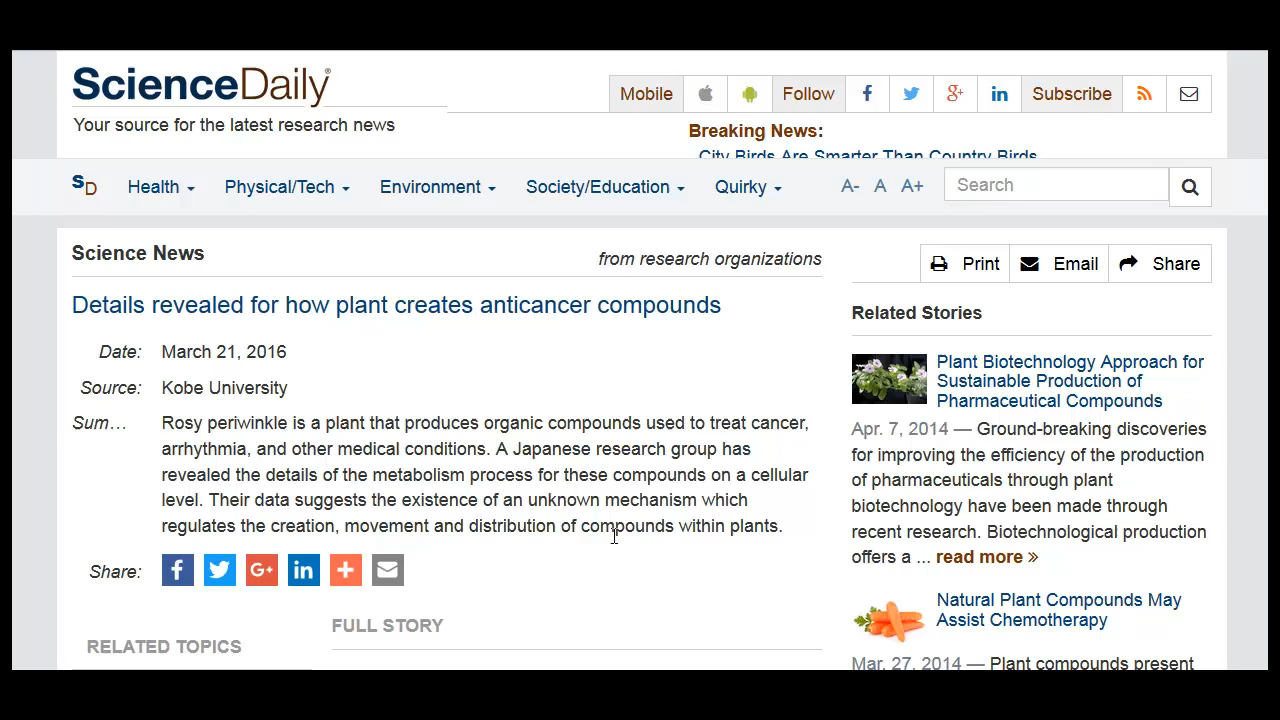 ScienceDaily®
Your source for the latest research news
Mobile Follow Subscribe
Breaking News:
City Birds Are Smarter Than Country Birds
SD Health Physical/Tech Environment Society/Education Quirky A- A A+ Search
Science News
from research organizations
Print Email Share
Details revealed for how plant creates anticancer compounds
Date: March 21, 2016
Source: Kobe University
Sum… Rosy periwinkle is a plant that produces organic compounds used to treat cancer,
arrhythmia, and other medical conditions. A Japanese research group has
revealed the details of the metabolism process for these compounds on a cellular
level. Their data suggests the existence of an unknown mechanism which
regulates the creation, movement and distribution of compounds within plants.
Share: f G+ in
RELATED TOPICS
FULL STORY
Related Stories
Plant Biotechnology Approach for
Sustainable Production of
Pharmaceutical Compounds
Apr. 7, 2014 — Ground-breaking discoveries
for improving the efficiency of the production
of pharmaceuticals through plant
biotechnology have been made through
recent research. Biotechnological production
offers a ... read more »
Natural Plant Compounds May
Assist Chemotherapy
Mar. 27, 2014 — Plant compounds present